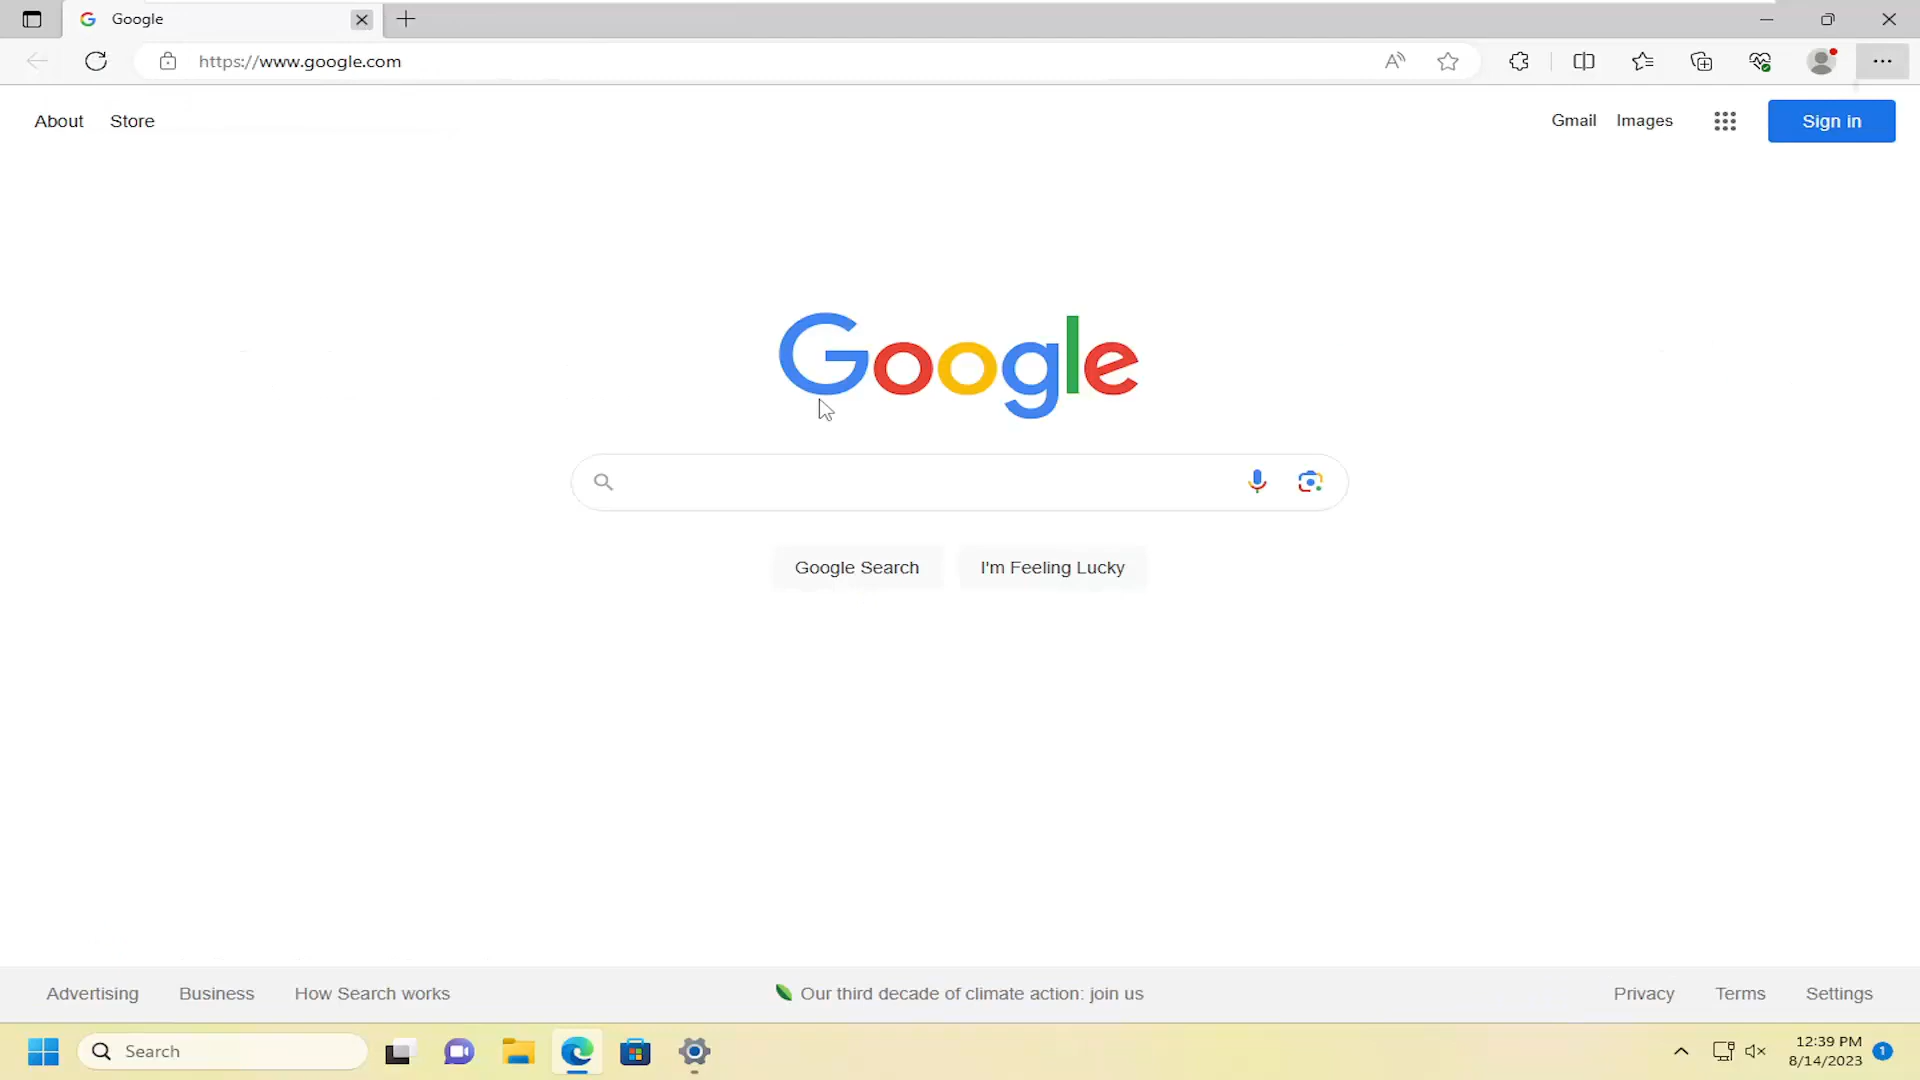 Google
https://www.google.com
About Store Gmail Images Sign in
Google
Google Search I'm Feeling Lucky
Advertising Business How Search works Our third decade of climate action: join us Privacy Terms Settings
Search 12:39 PM
8/14/2023 1